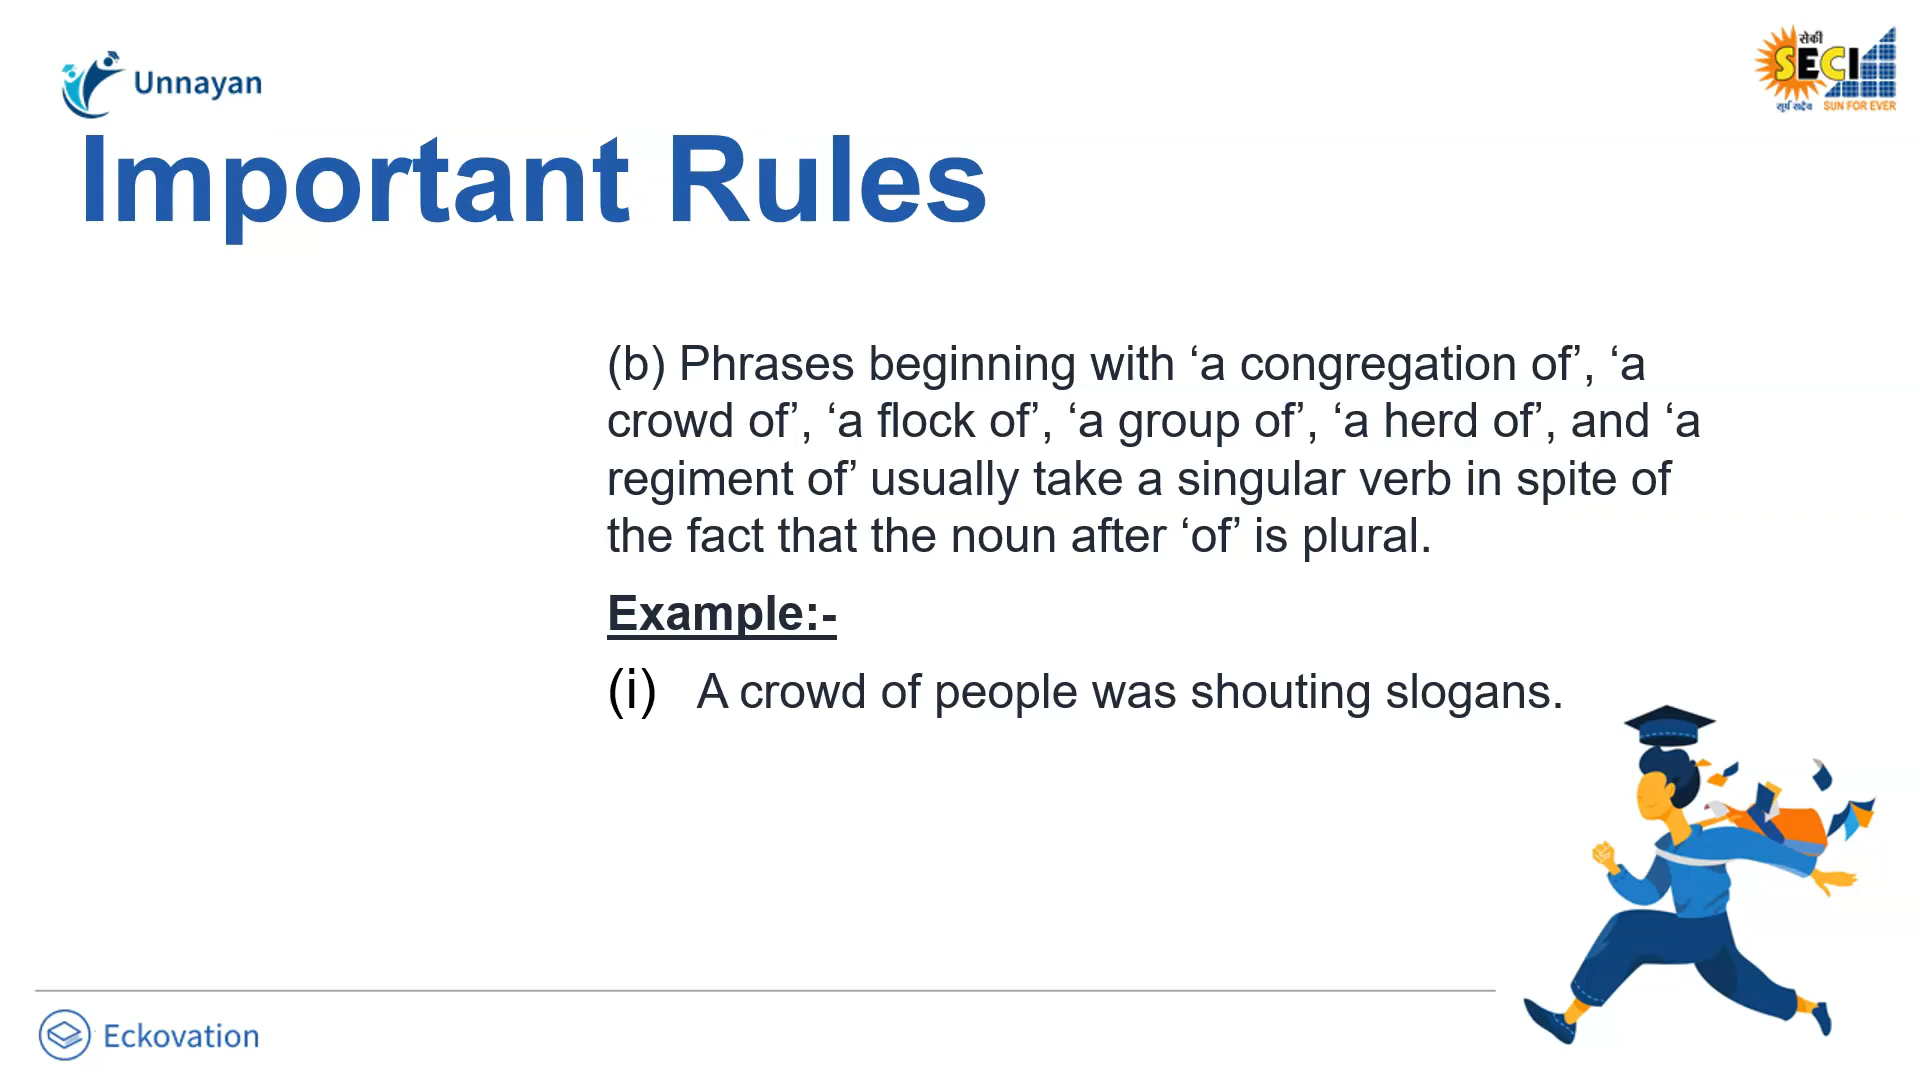 Unnayan
सेकी
SECI
सूर्य सदैव SUN FOR EVER
Important Rules
(b) Phrases beginning with ‘a congregation of’, ‘a
crowd of’, ‘a flock of’, ‘a group of’, ‘a herd of’, and ‘a
regiment of’ usually take a singular verb in spite of
the fact that the noun after ‘of’ is plural.
Example:-
(i) A crowd of people was shouting slogans.
Eckovation